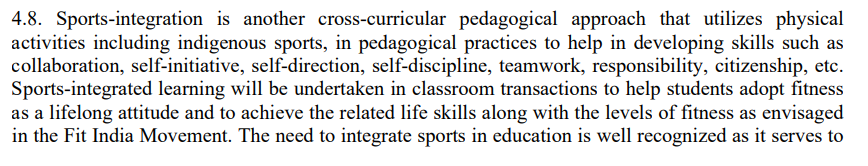 4.8. Sports-integration is another cross-curricular pedagogical approach that utilizes physical
activities including indigenous sports, in pedagogical practices to help in developing skills such as
collaboration, self-initiative, self-direction, self-discipline, teamwork, responsibility, citizenship, etc.
Sports-integrated learning will be undertaken in classroom transactions to help students adopt fitness
as a lifelong attitude and to achieve the related life skills along with the levels of fitness as envisaged
in the Fit India Movement. The need to integrate sports in education is well recognized as it serves to